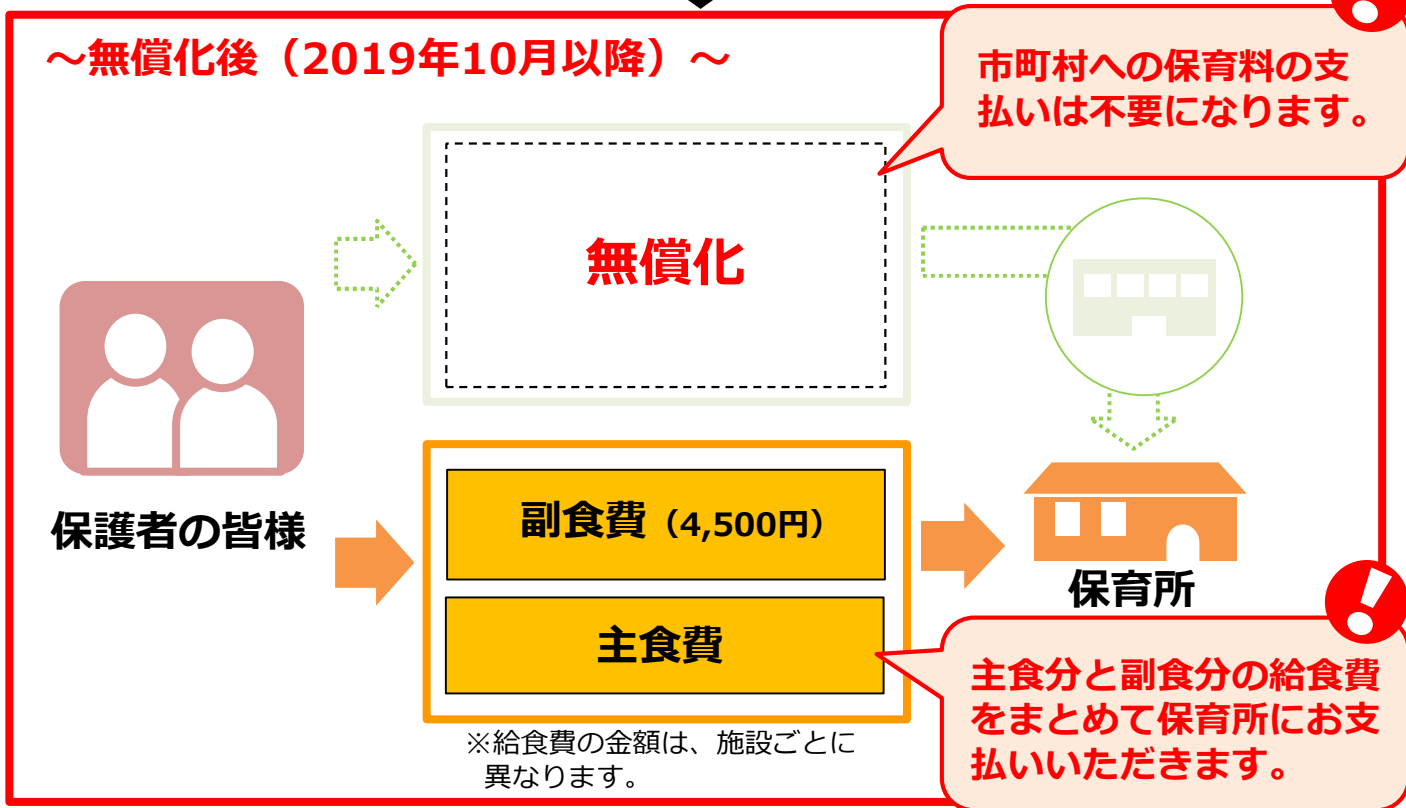 ~無償化後（2019年10月以降）~
市町村への保育料の支
払いは不要になります。
無償化
保護者の皆様
副食費（4,500円）
主食費
保育所
※給食費の金額は、施設ごとに
異なります。
主食分と副食分の給食費
をまとめて保育所にお支
払いいただきます。